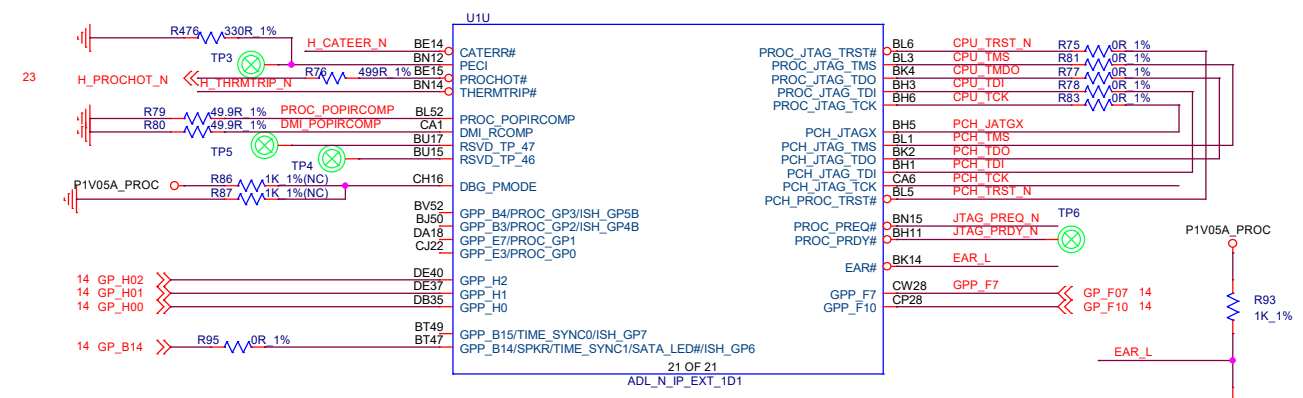 U1U
R476 330R_1%
H_CATEER_N BE14 CATERR#
TP3 BN12 PECI
23 H_PROCHOT_N R76 499R_1% BE15 PROCHOT#
H_THRMTRIP_N BN14 THERMTRIP#
R79 49.9R_1% PROC_POPIRCOMP BL52 PROC_POPIRCOMP
R80 49.9R_1% DMI_POPIRCOMP CA1 DMI_RCOMP
TP5 BU17 RSVD_TP_47
TP4 BU15 RSVD_TP_46
P1V05A_PROC R86 1K_1%(NC) CH16 DBG_PMODE
R87 1K_1%(NC)
BV52 GPP_B4/PROC_GP3/ISH_GP5B
BJ50 GPP_B3/PROC_GP2/ISH_GP4B
DA18 GPP_E7/PROC_GP1
CJ22 GPP_E3/PROC_GP0
14 GP_H02 DE40 GPP_H2
14 GP_H01 DE37 GPP_H1
14 GP_H00 DB35 GPP_H0
BT49 GPP_B15/TIME_SYNC0/ISH_GP7
14 GP_B14 R95 0R_1% BT47 GPP_B14/SPKR/TIME_SYNC1/SATA_LED#/ISH_GP6
PROC_JTAG_TRST# BL6 CPU_TRST_N R75 0R_1%
PROC_JTAG_TMS BL3 CPU_TMS R81 0R_1%
PROC_JTAG_TDO BK4 CPU_TMDO R77 0R_1%
PROC_JTAG_TDI BH3 CPU_TDI R78 0R_1%
PROC_JTAG_TCK BH6 CPU_TCK R83 0R_1%
PCH_JTAGX BH5 PCH_JATGX
PCH_JTAG_TMS BL1 PCH_TMS
PCH_JTAG_TDO BK2 PCH_TDO
PCH_JTAG_TDI BH1 PCH_TDI
PCH_JTAG_TCK CA6 PCH_TCK
PCH_PROC_TRST# BL5 PCH_TRST_N
PROC_PREQ# BN15 JTAG_PREQ_N TP6
PROC_PRDY# BH11 JTAG_PRDY_N
EAR# BK14 EAR_L
GPP_F7 CW28 GPP_F7 GP_F07 14
GPP_F10 CP28 GP_F10 14
P1V05A_PROC
R93
1K_1%
EAR_L
21 OF 21
ADL_N_IP_EXT_1D1